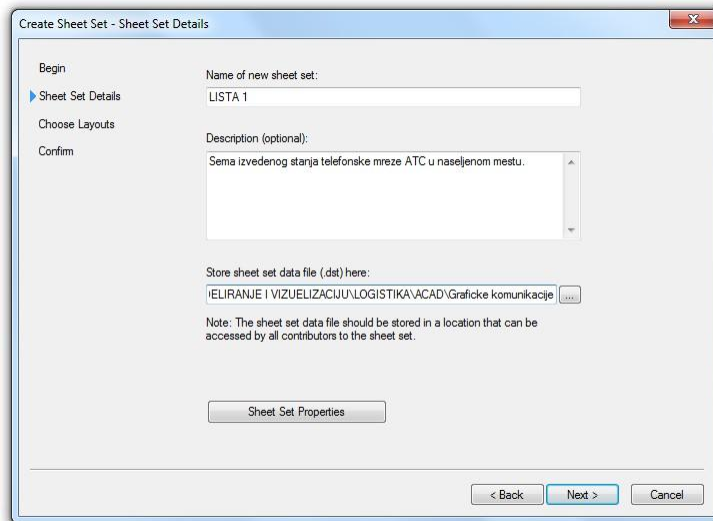 Create Sheet Set - Sheet Set Details
Begin
Sheet Set Details
Choose Layouts
Confirm
Name of new sheet set:
LISTA 1
Description (optional):
Sema izvedenog stanja telefonske mreze ATC u naseljenom mestu.
Store sheet set data file (.dst) here:
ELIRANJE I VIZUELIZACIJU\LOGISTIKA\ACAD\Graficke komunikacije
...
Note: The sheet set data file should be stored in a location that can be
accessed by all contributors to the sheet set.
Sheet Set Properties
< Back
Next >
Cancel